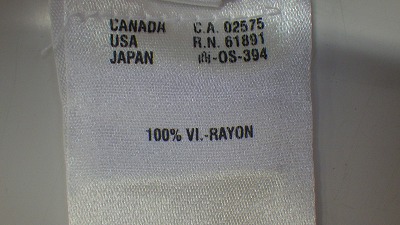 CANADA C.A. 02575
USA R.N. 61891
JAPAN -OS-394
100% VI.-RAYON